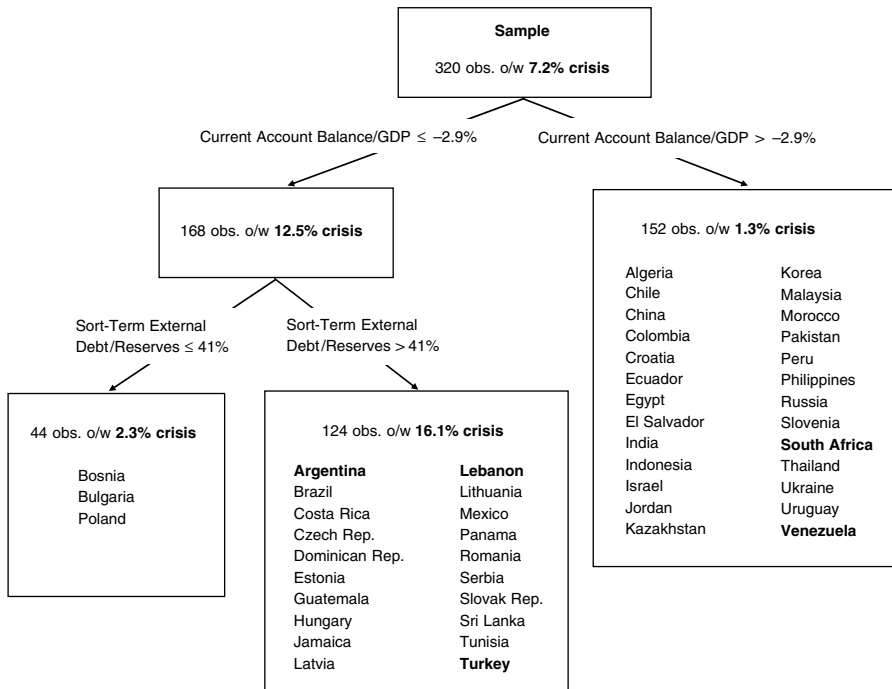 Sample
320 obs. o/w 7.2% crisis
Current Account Balance/GDP ≤ –2.9%
Current Account Balance/GDP > –2.9%
168 obs. o/w 12.5% crisis
Sort-Term External
Debt/Reserves ≤ 41%
Sort-Term External
Debt/Reserves > 41%
44 obs. o/w 2.3% crisis
Bosnia
Bulgaria
Poland
124 obs. o/w 16.1% crisis
Argentina
Brazil
Costa Rica
Czech Rep.
Dominican Rep.
Estonia
Guatemala
Hungary
Jamaica
Latvia
Lebanon
Lithuania
Mexico
Panama
Romania
Serbia
Slovak Rep.
Sri Lanka
Tunisia
Turkey
152 obs. o/w 1.3% crisis
Algeria
Chile
China
Colombia
Croatia
Ecuador
Egypt
El Salvador
India
Indonesia
Israel
Jordan
Kazakhstan
Korea
Malaysia
Morocco
Pakistan
Peru
Philippines
Russia
Slovenia
South Africa
Thailand
Ukraine
Uruguay
Venezuela